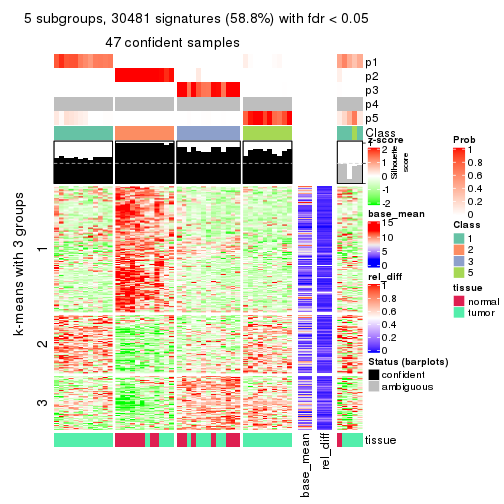 5 subgroups, 30481 signatures (58.8%) with fdr < 0.05
47 confident samples
p1
p2
p3
p4
p5
Class
z-score
2
1
0
-1
-2
Silhouette
score
1
base_mean
15
10
5
0
rel_diff
1
0.8
0.6
0.4
0.2
0
Status (barplots)
confident
ambiguous
Prob
1
0.8
0.6
0.4
0.2
0
Class
1
2
3
5
tissue
normal
tumor
k-means with 3 groups
1
2
3
tissue
base_mean
rel_diff